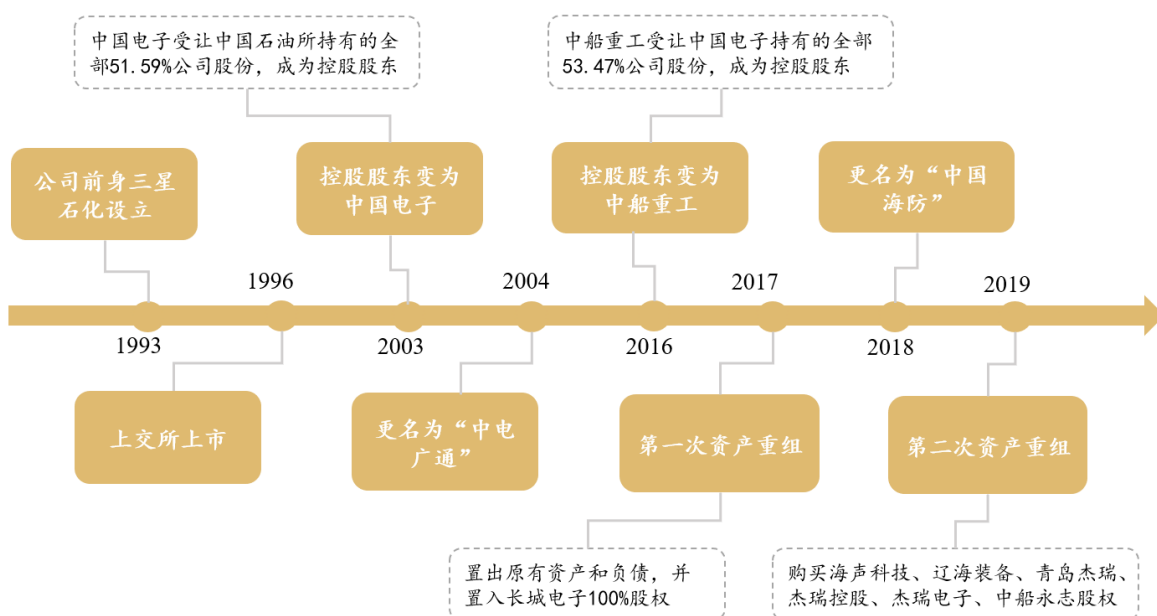 中国电子受让中国石油所持有的全
部51.59%公司股份，成为控股股东
中船重工受让中国电子持有的全部
53.47%公司股份，成为控股股东
公司前身三星
石化设立
控股股东变为
中国电子
控股股东变为
中船重工
更名为“中国
海防”
1996
2004
2017
2019
1993
2003
2016
2018
上交所上市
更名为“中电
广通”
第一次资产重组
第二次资产重组
置出原有资产和负债，并
置入长城电子100%股权
购买海声科技、辽海装备、青岛杰瑞、
杰瑞控股、杰瑞电子、中船永志股权